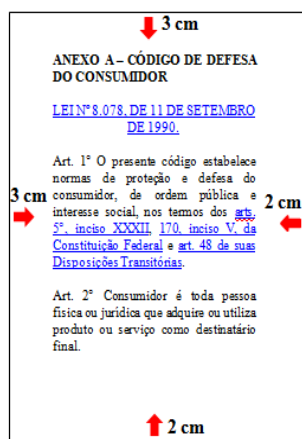 3 cm
ANEXO A – CÓDIGO DE DEFESA
DO CONSUMIDOR
LEI Nº 8.078, DE 11 DE SETEMBRO
DE 1990.
Art. 1° O presente código estabelece
normas de proteção e defesa do
consumidor, de ordem pública e
interesse social, nos termos dos arts.
5°, inciso XXXII, 170, inciso V, da
Constituição Federal e art. 48 de suas
Disposições Transitórias.
3 cm
2 cm
Art. 2° Consumidor é toda pessoa
física ou jurídica que adquire ou utiliza
produto ou serviço como destinatário
final.
2 cm